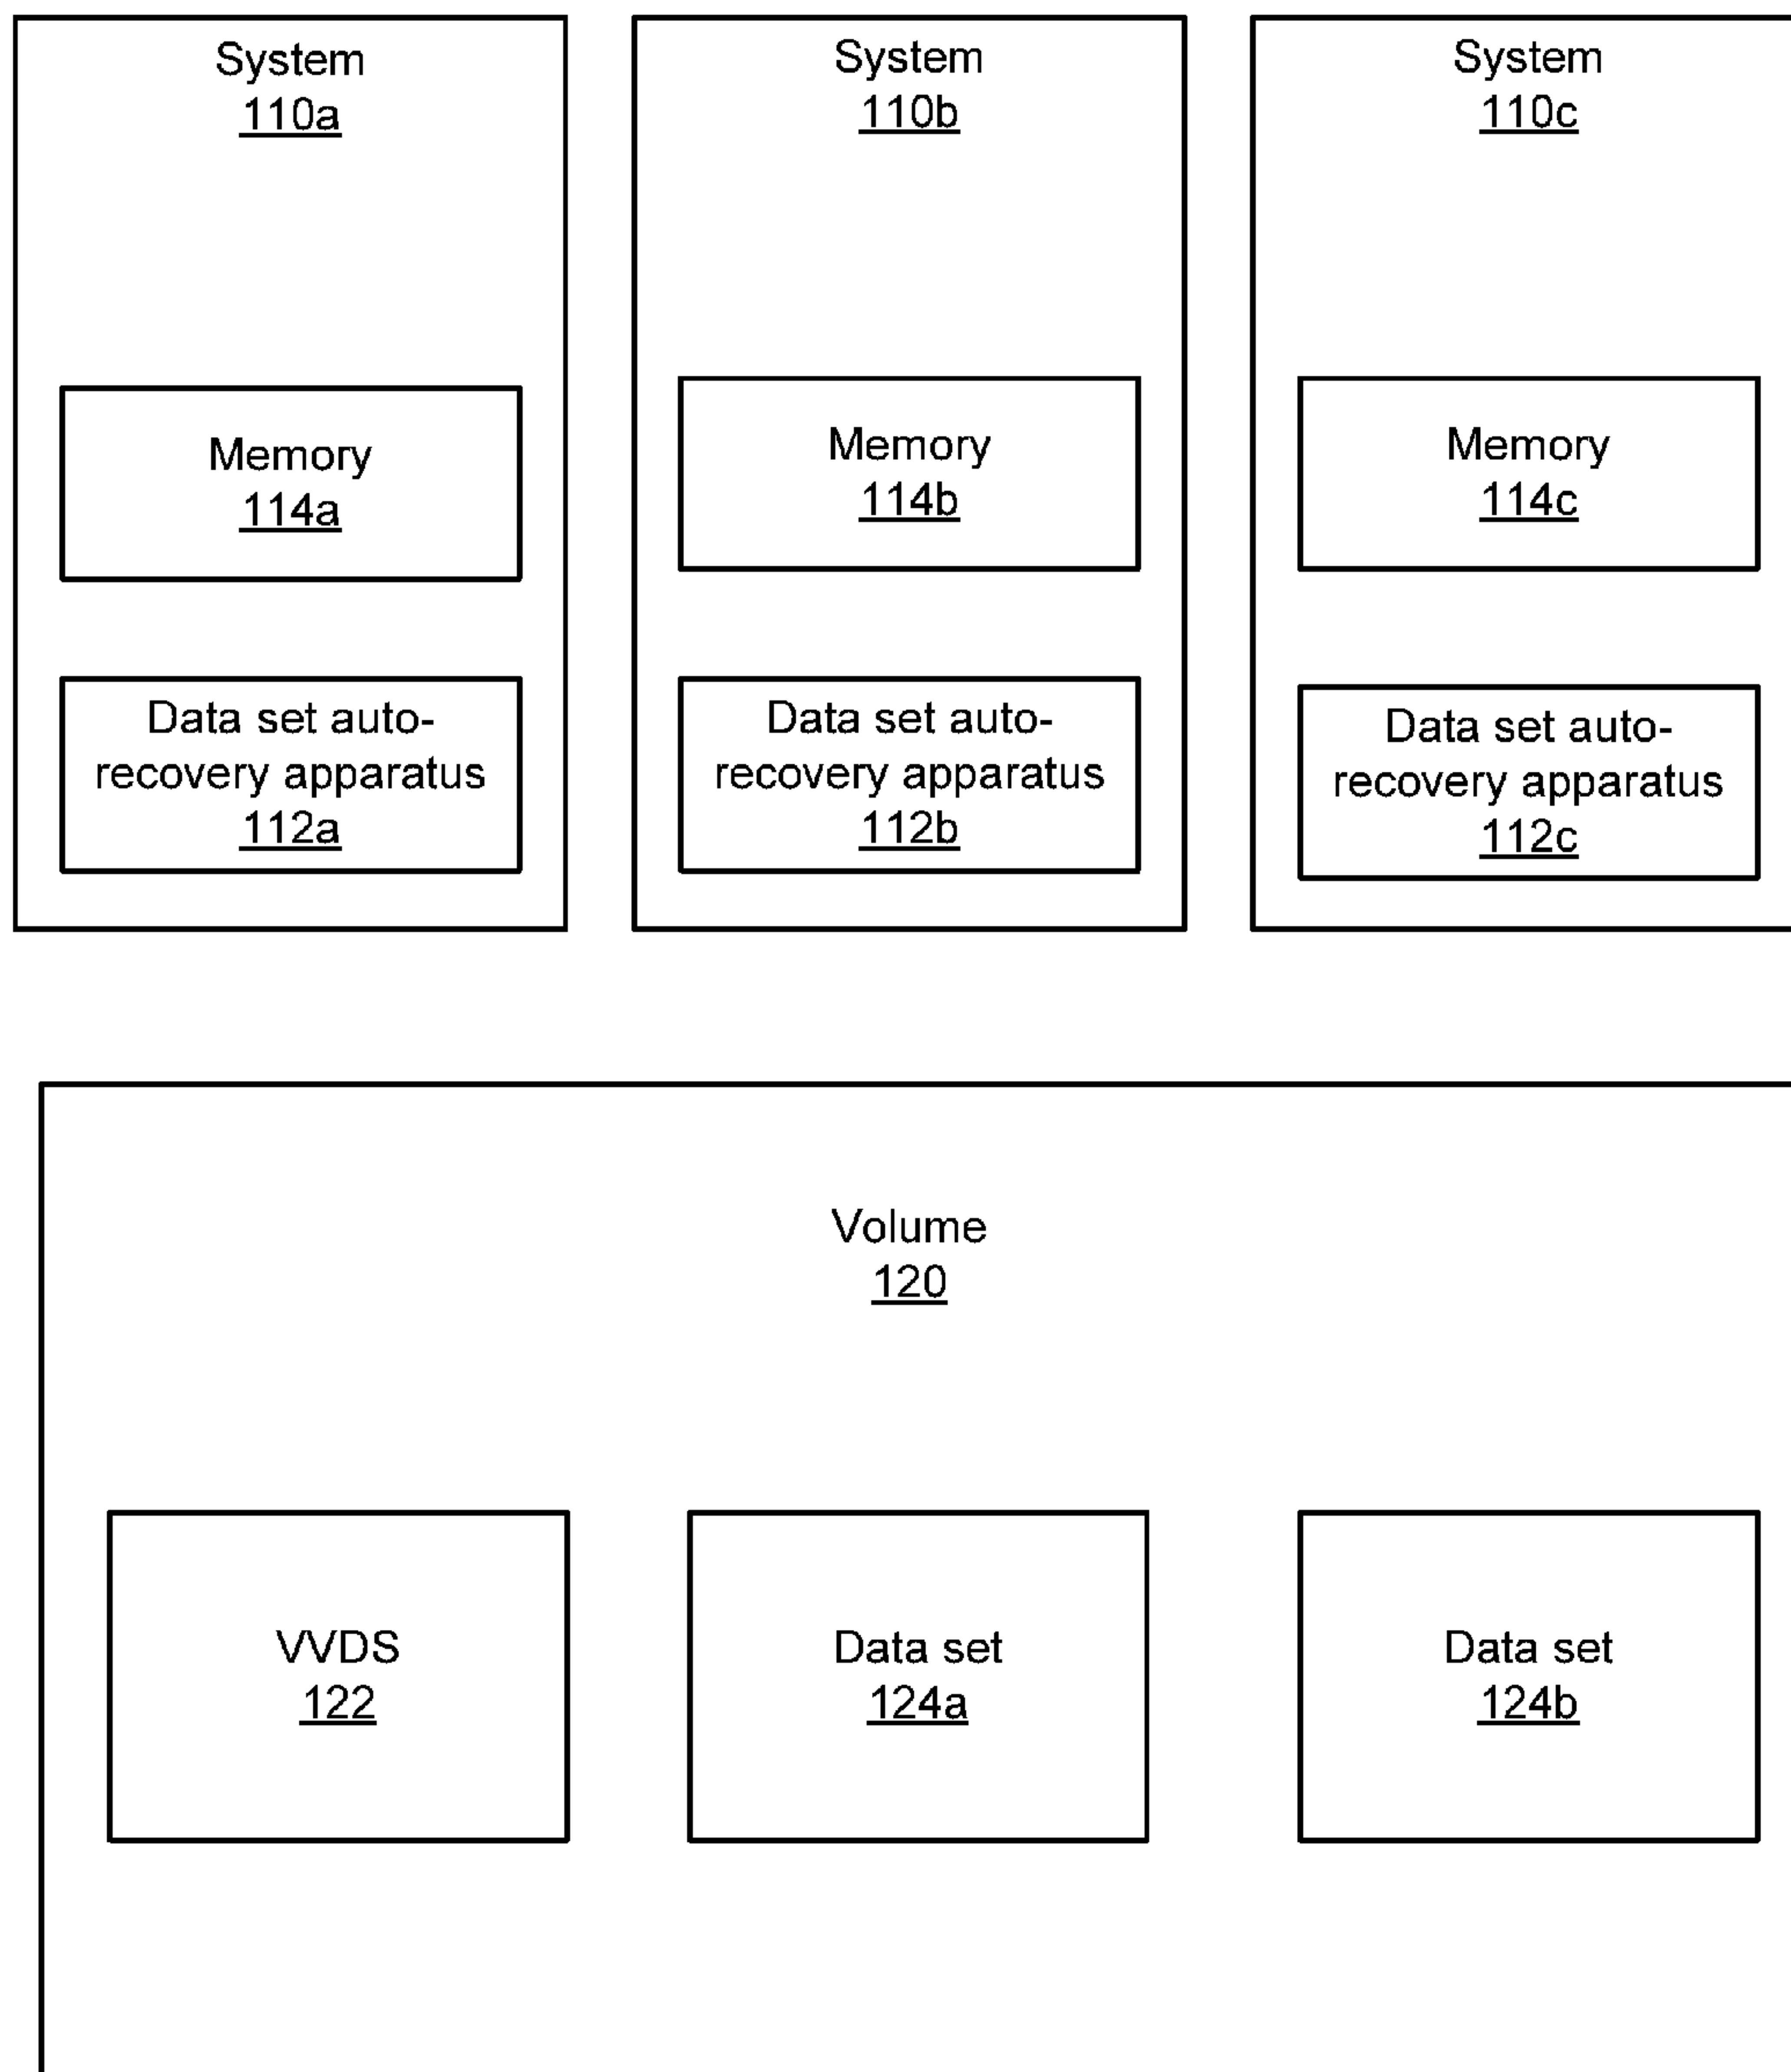 System
110a
Memory
114a
Data set auto-
recovery apparatus
112a
System
110b
Memory
114b
Data set auto-
recovery apparatus
112b
System
110c
Memory
114c
Data set auto-
recovery apparatus
112c
Volume
120
VVDS
122
Data set
124a
Data set
124b